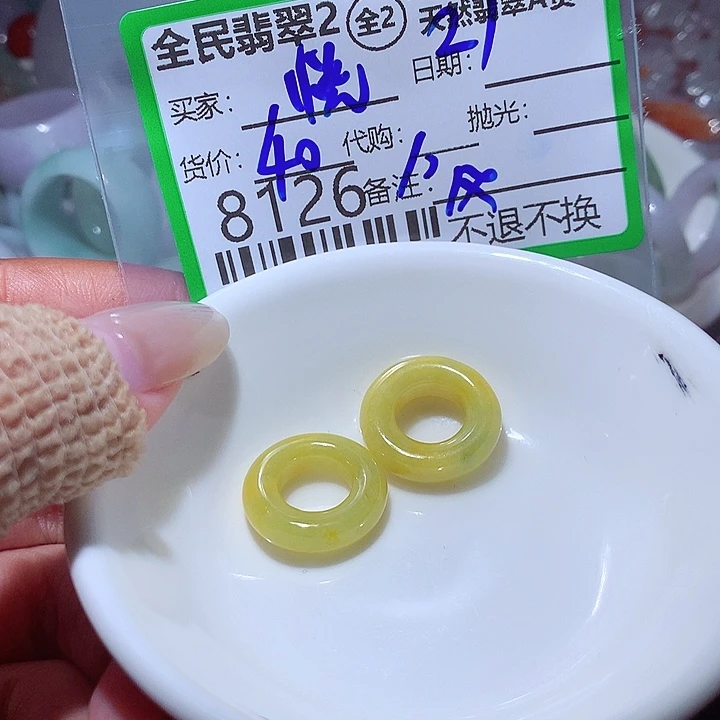 全民翡翠2 全2 天然翡翠A货
买家： 日期：21
货价：40 代购： 抛光：
8126 备注：
不退不换